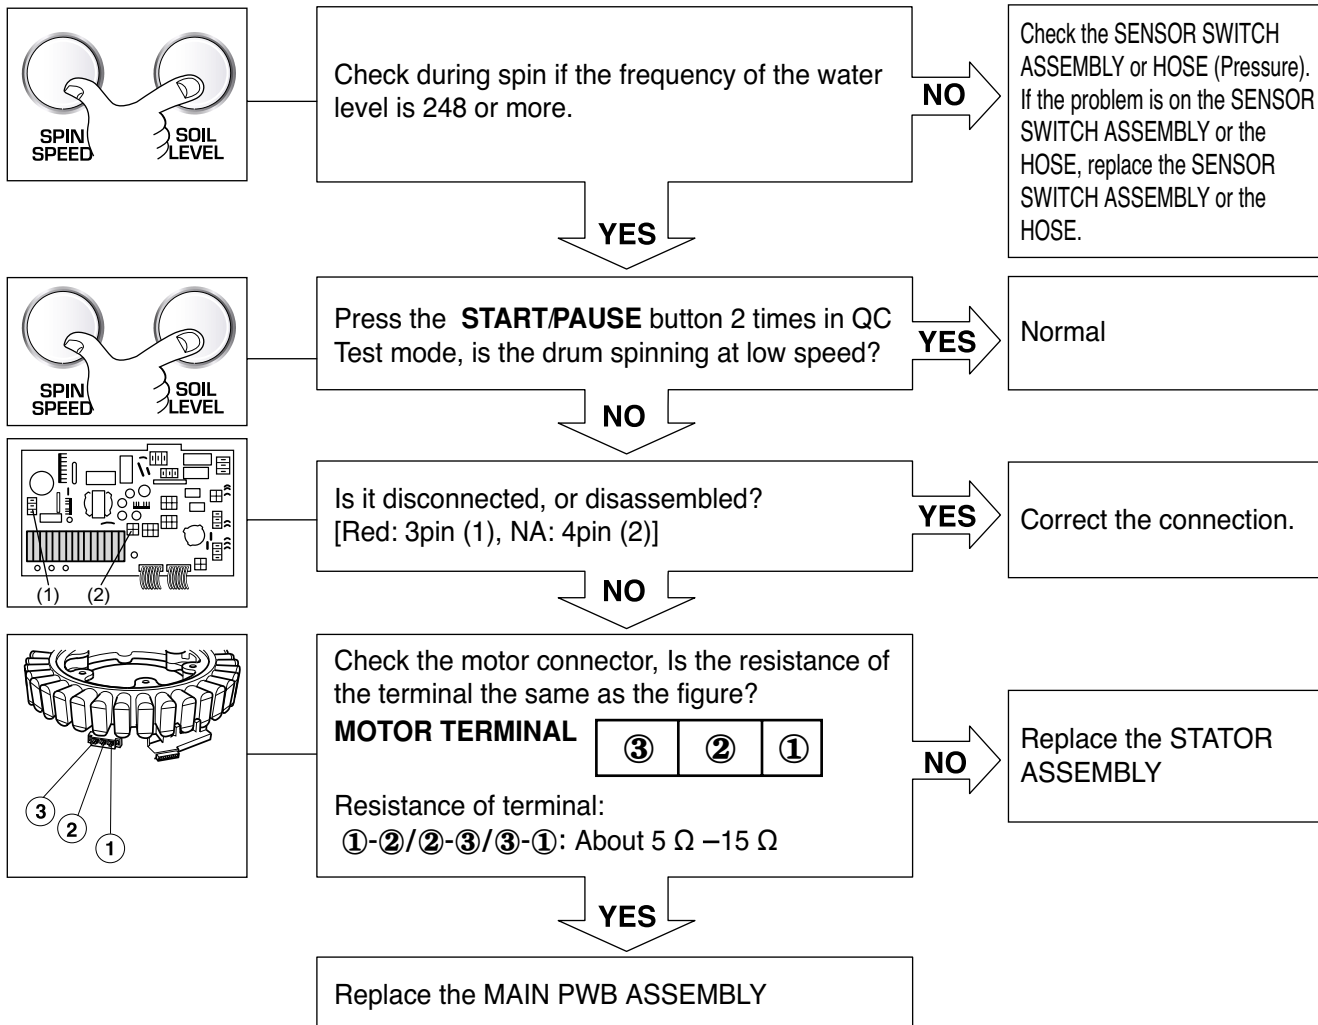 SPIN
SPEED
SOIL
LEVEL
Check during spin if the frequency of the water
level is 248 or more.
NO
Check the SENSOR SWITCH
ASSEMBLY or HOSE (Pressure).
If the problem is on the SENSOR
SWITCH ASSEMBLY or the
HOSE, replace the SENSOR
SWITCH ASSEMBLY or the
HOSE.
YES
SPIN
SPEED
SOIL
LEVEL
Press the START/PAUSE button 2 times in QC
Test mode, is the drum spinning at low speed?
YES
Normal
NO
(1)
(2)
Is it disconnected, or disassembled?
[Red: 3pin (1), NA: 4pin (2)]
YES
Correct the connection.
NO
3
2
1
Check the motor connector, Is the resistance of
the terminal the same as the figure?
MOTOR TERMINAL
③ ② ①
Resistance of terminal:
①-②/②-③/③-①: About 5 Ω –15 Ω
NO
Replace the STATOR
ASSEMBLY
YES
Replace the MAIN PWB ASSEMBLY